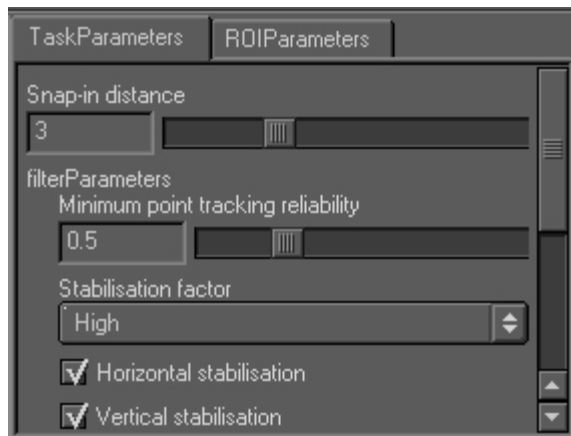 TaskParameters ROIParameters
Snap-in distance
3
filterParameters
Minimum point tracking reliability
0.5
Stabilisation factor
High
Horizontal stabilisation
Vertical stabilisation